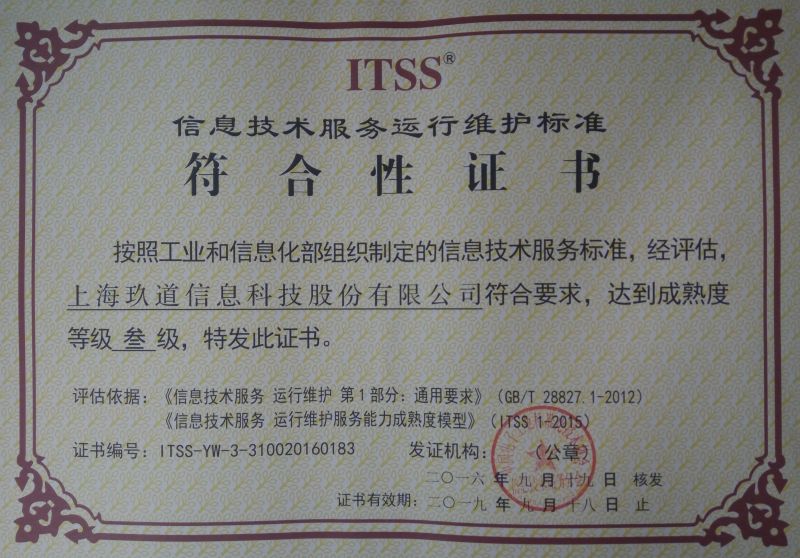 ITSS®
信息技术服务运行维护标准
符合性证书
按照工业和信息化部组织制定的信息技术服务标准，经评估，
上海玖道信息科技股份有限公司符合要求，达到成熟度
等级 叁 级，特发此证书。
评估依据：《信息技术服务 运行维护 第1部分：通用要求》（GB/T 28827.1-2012）
《信息技术服务 运行维护服务能力成熟度模型》（ITSS 1-2015）
证书编号：ITSS-YW-3-310020160183 发证机构： （公章）
二〇一六 年 九 月 十九 日 核发
证书有效期：二〇一九 年 九 月 十八 日 止